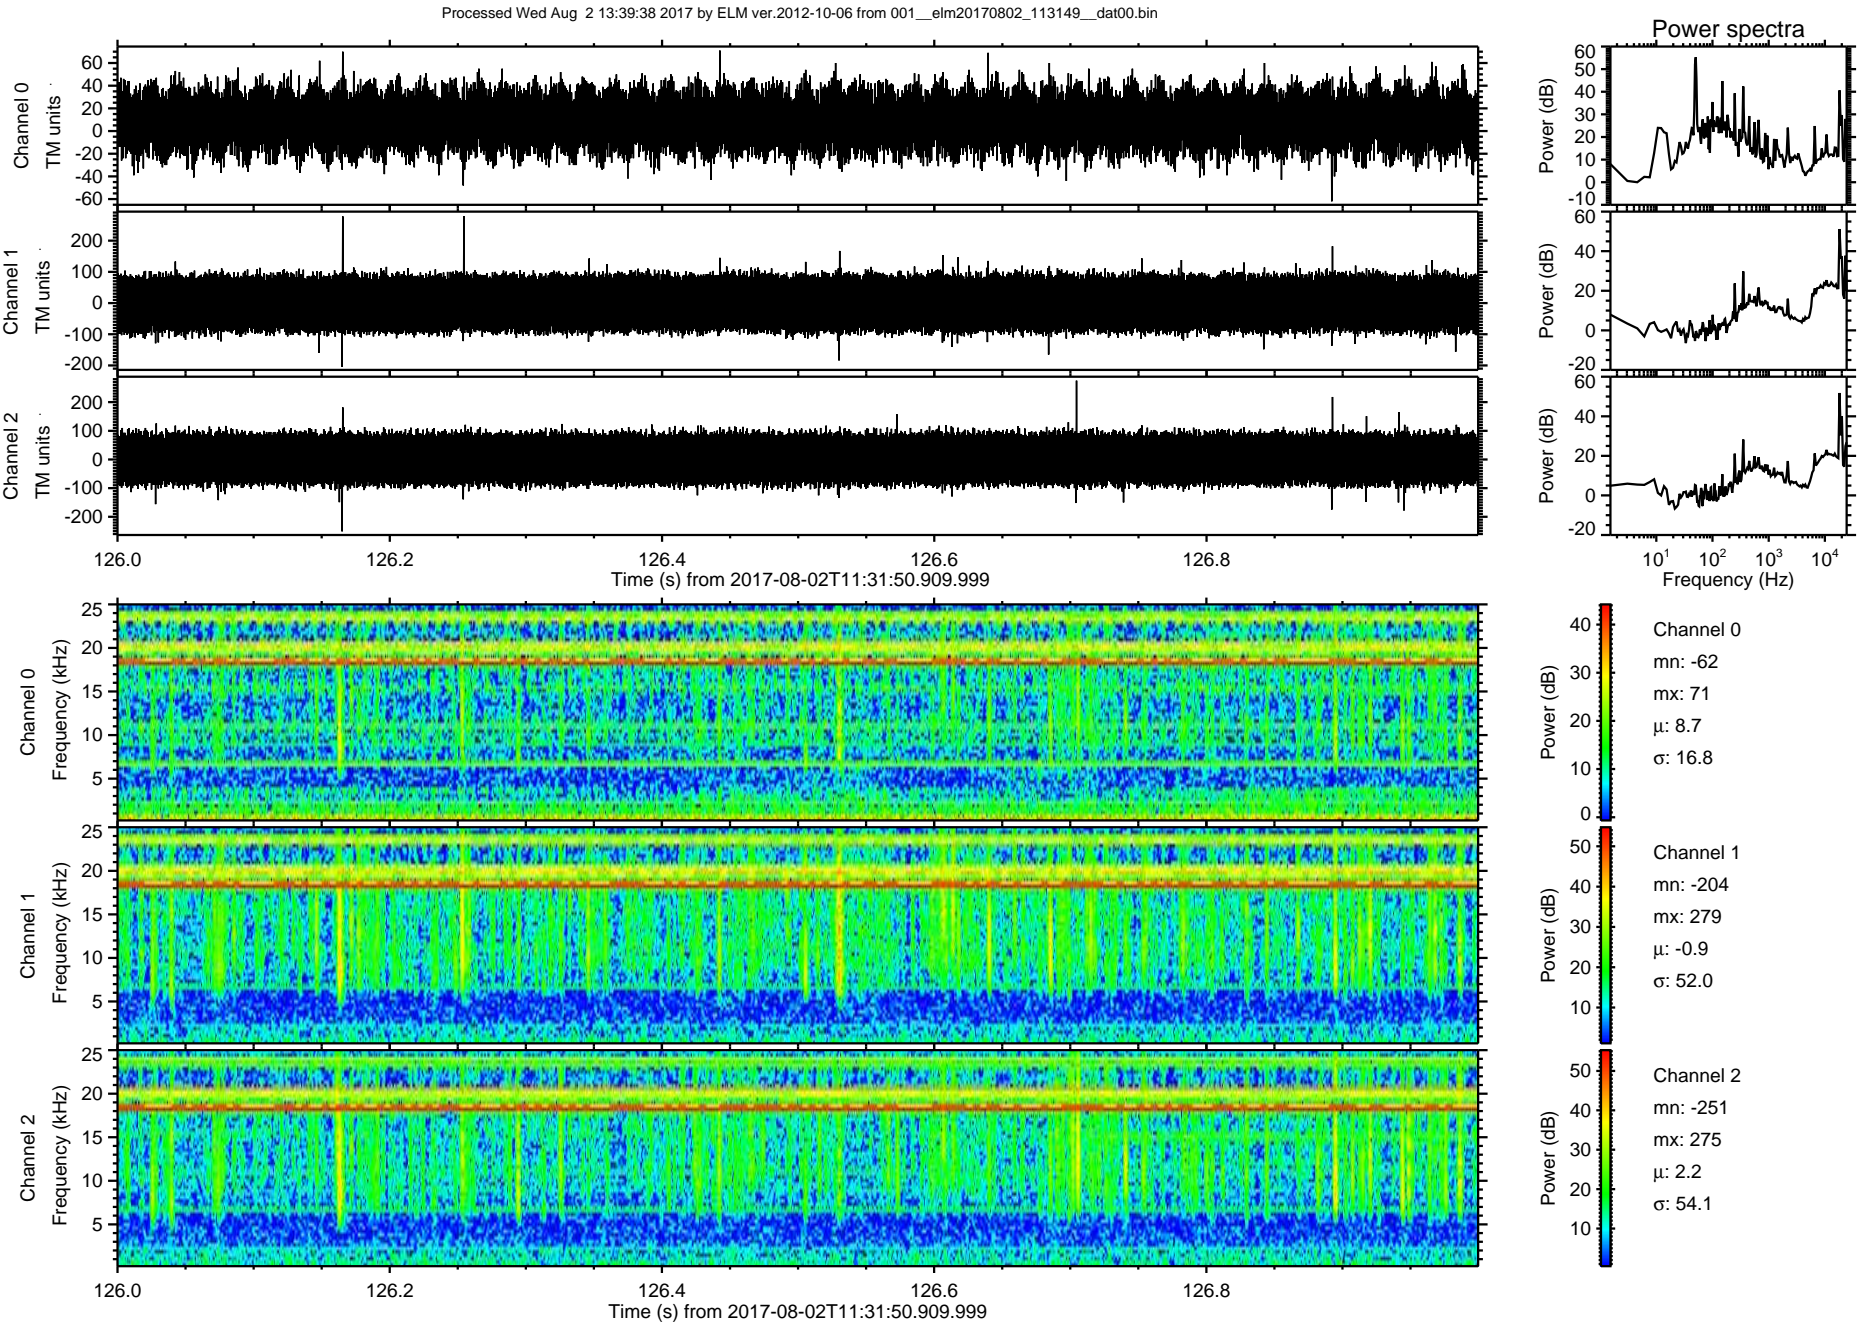 Processed Wed Aug  2 13:39:38 2017 by ELM ver.2012-10-06 from 001__elm20170802_113149__dat00.bin
Power spectra
Channel 0
TM units
60
40
20
0
-20
-40
-60
Power (dB)
60
50
40
30
20
10
0
-10
Channel 1
TM units
200
100
0
-100
-200
Power (dB)
60
40
20
0
-20
Channel 2
TM units
200
100
0
-100
-200
Power (dB)
60
40
20
0
-20
126.0 126.2 126.4 126.6 126.8
Time (s) from 2017-08-02T11:31:50.909.999
10¹ 10² 10³ 10⁴
Frequency (Hz)
Channel 0
Frequency (kHz)
25
20
15
10
5
Power (dB)
40
30
20
10
0
Channel 0
mn: -62
mx: 71
μ: 8.7
σ: 16.8
Channel 1
Frequency (kHz)
25
20
15
10
5
Power (dB)
50
40
30
20
10
Channel 1
mn: -204
mx: 279
μ: -0.9
σ: 52.0
Channel 2
Frequency (kHz)
25
20
15
10
5
Power (dB)
50
40
30
20
10
Channel 2
mn: -251
mx: 275
μ: 2.2
σ: 54.1
126.0 126.2 126.4 126.6 126.8
Time (s) from 2017-08-02T11:31:50.909.999